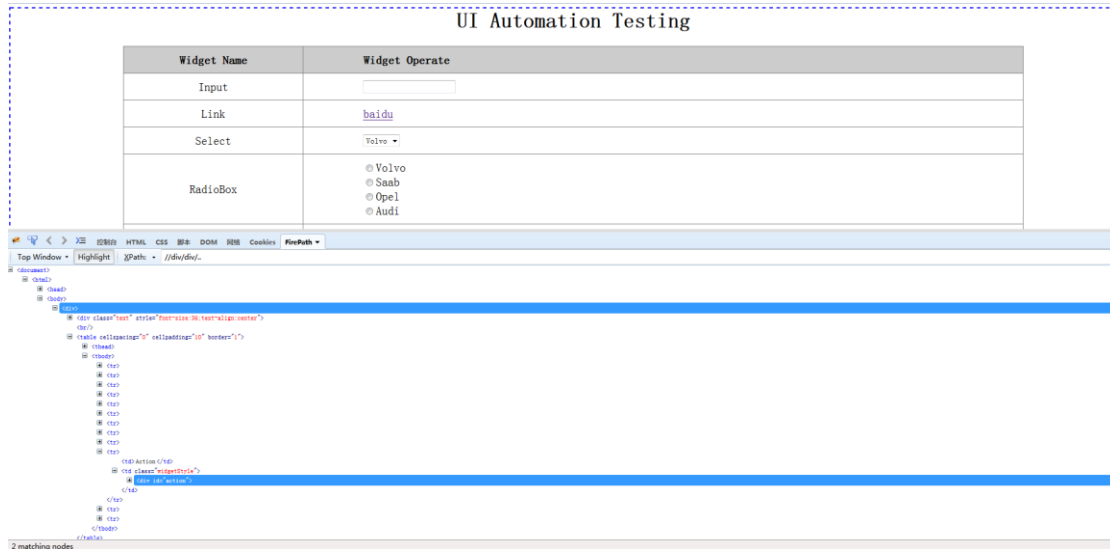 UI Automation Testing
Widget Name Widget Operate
Input
Link baidu
Select Volvo
RadioBox
Volvo
Saab
Opel
Audi
控制台 HTML CSS 脚本 DOM 网络 Cookies FirePath
Top Window Highlight XPath: //div/div/..
<document>
<html>
<head>
<body>
<div>
<div class="text" style="font-size:36;text-align:center">
<br/>
<table cellspacing="0" cellpadding="10" border="1">
<thead>
<tbody>
<tr>
<tr>
<tr>
<tr>
<tr>
<tr>
<tr>
<tr>
<tr>
<tr>
<td>Action</td>
<td class="widgetStyle">
<div id="action">
</td>
</tr>
<tr>
<tr>
</tbody>
</table>
2 matching nodes